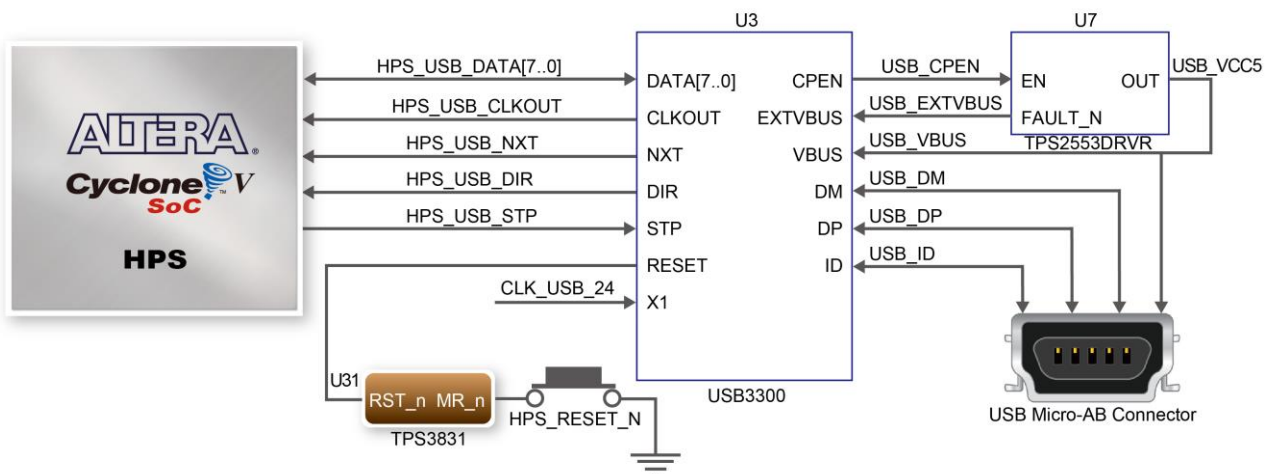 U3
U7
ALTERA.
Cyclone V
SoC
HPS
HPS_USB_DATA[7..0]
HPS_USB_CLKOUT
HPS_USB_NXT
HPS_USB_DIR
HPS_USB_STP
CLK_USB_24
DATA[7..0]
CLKOUT
NXT
DIR
STP
RESET
X1
CPEN
EXTVBUS
VBUS
DM
DP
ID
USB3300
USB_CPEN
USB_EXTVBUS
USB_VBUS
USB_DM
USB_DP
USB_ID
EN OUT
FAULT_N
TPS2553DRVR
USB_VCC5
USB Micro-AB Connector
U31
RST_n MR_n
TPS3831
HPS_RESET_N